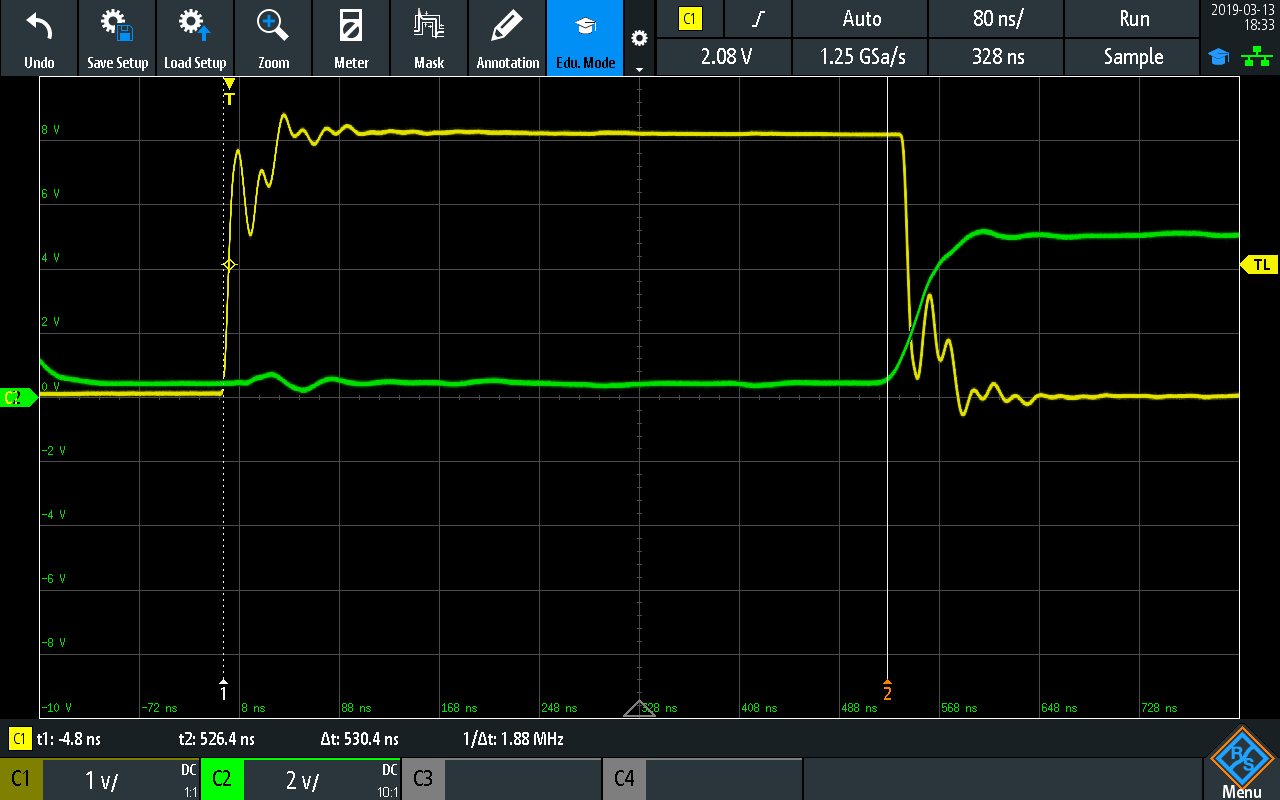 Undo
Save Setup
Load Setup
Zoom
Meter
Mask
Annotation
Edu. Mode
C1
Auto
80 ns/
Run
2019-03-13
18:33
2.08 V
1.25 GSa/s
328 ns
Sample
T
8 V
6 V
4 V
TL
2 V
0 V
C2
-2 V
-4 V
-6 V
-8 V
1
2
-10 V
-72 ns
8 ns
88 ns
168 ns
248 ns
328 ns
408 ns
488 ns
568 ns
648 ns
728 ns
C1
t1: -4.8 ns
t2: 526.4 ns
Δt: 530.4 ns
1/Δt: 1.88 MHz
C1
1 v/
DC
1:1
C2
2 v/
DC
10:1
C3
C4
R S
Menu